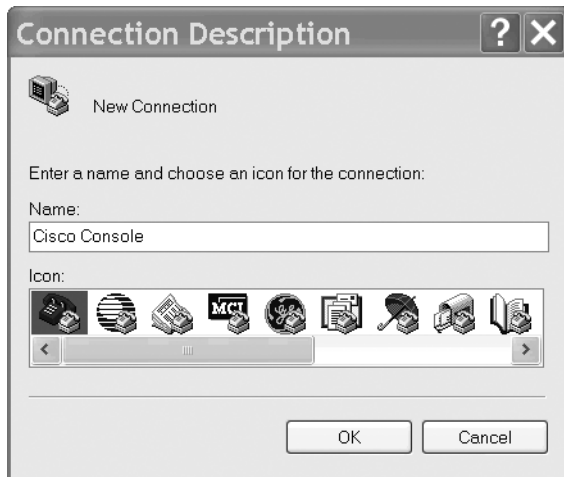 Connection Description
New Connection
Enter a name and choose an icon for the connection:
Name:
Cisco Console
Icon:
MCI
OK
Cancel